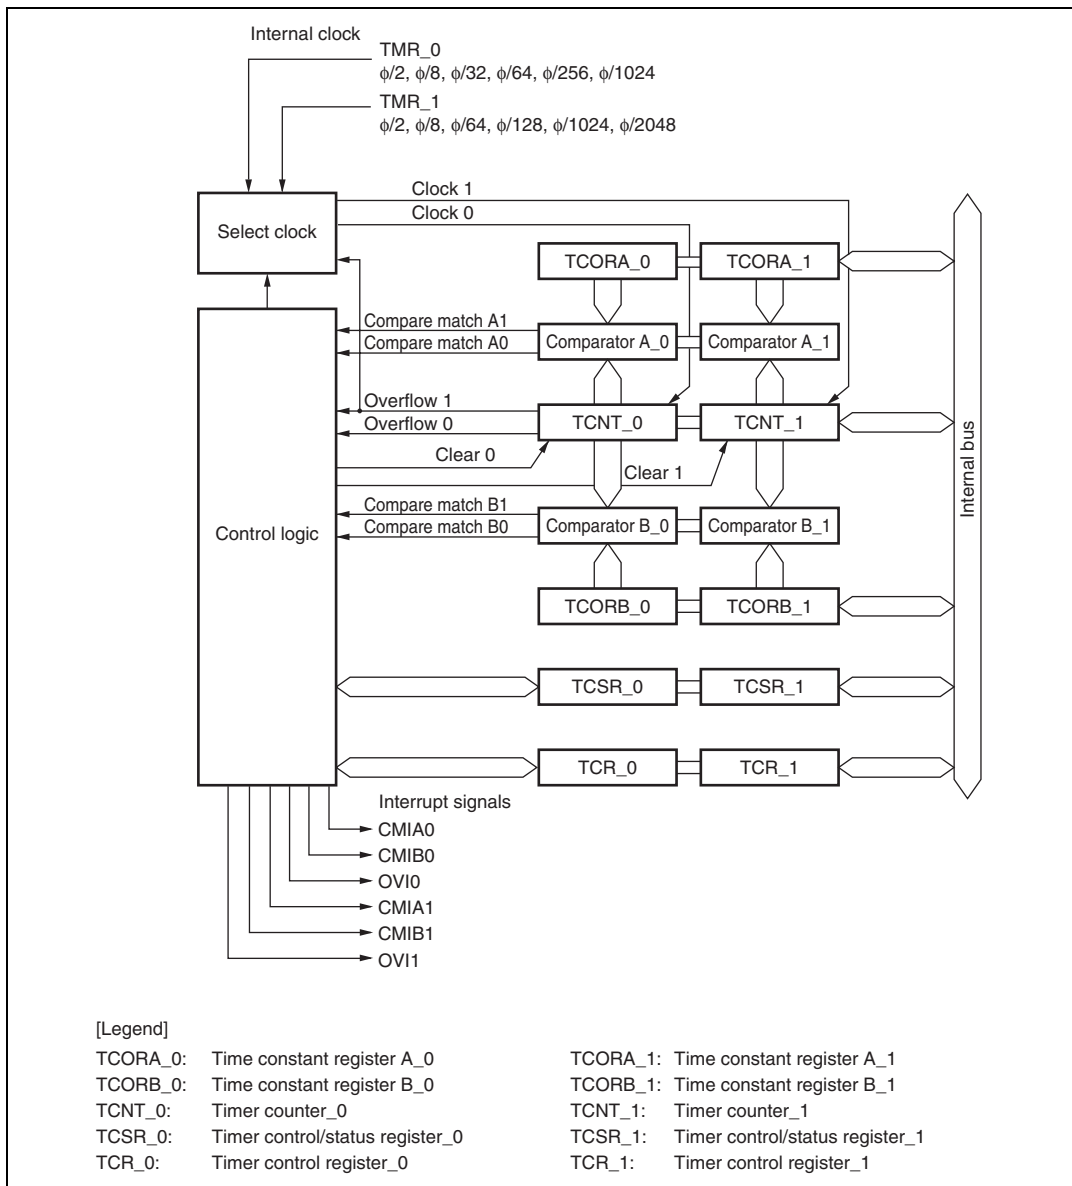 Internal clock
TMR_0
ϕ/2, ϕ/8, ϕ/32, ϕ/64, ϕ/256, ϕ/1024
TMR_1
ϕ/2, ϕ/8, ϕ/64, ϕ/128, ϕ/1024, ϕ/2048
Clock 1
Clock 0
Select clock
TCORA_0
TCORA_1
Compare match A1
Compare match A0
Comparator A_0
Comparator A_1
Overflow 1
Overflow 0
TCNT_0
TCNT_1
Clear 0
Clear 1
Compare match B1
Compare match B0
Comparator B_0
Comparator B_1
Control logic
Internal bus
TCORB_0
TCORB_1
TCSR_0
TCSR_1
TCR_0
TCR_1
Interrupt signals
CMIA0
CMIB0
OVI0
CMIA1
CMIB1
OVI1
[Legend]
TCORA_0: Time constant register A_0
TCORA_1: Time constant register A_1
TCORB_0: Time constant register B_0
TCORB_1: Time constant register B_1
TCNT_0: Timer counter_0
TCNT_1: Timer counter_1
TCSR_0: Timer control/status register_0
TCSR_1: Timer control/status register_1
TCR_0: Timer control register_0
TCR_1: Timer control register_1